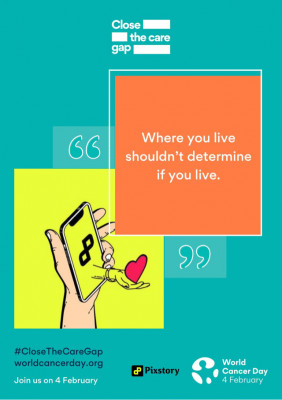 Close
the care
gap
“
Where you live
shouldn't determine
if you live.
”
#CloseTheCareGap
worldcancerday.org
Join us on 4 February
Pixstory
World
Cancer Day
4 February